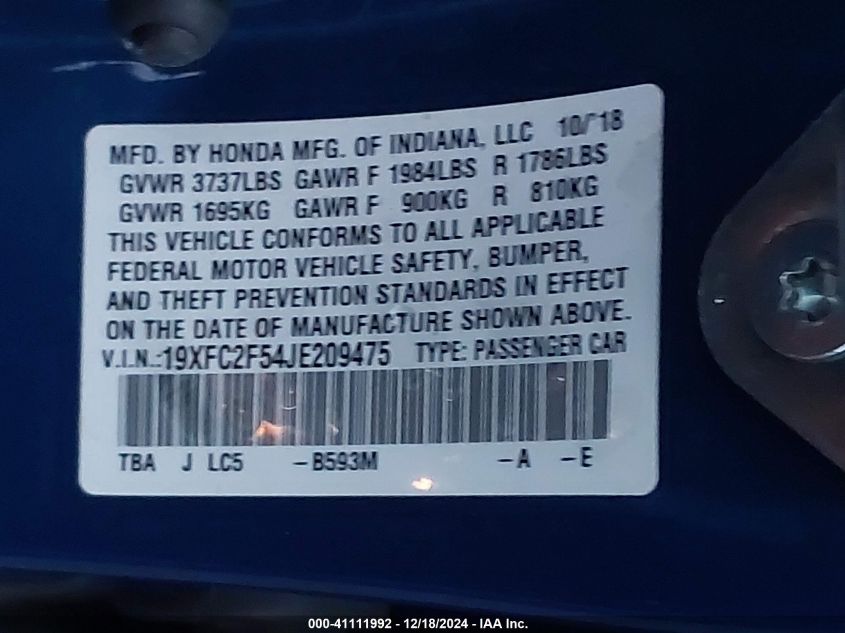 MFD. BY HONDA MFG. OF INDIANA, LLC 10/18
GVWR 3737LBS GAWR F 1984LBS R 1786LBS
GVWR 1695KG GAWR F 900KG R 810KG
THIS VEHICLE CONFORMS TO ALL APPLICABLE
FEDERAL MOTOR VEHICLE SAFETY, BUMPER,
AND THEFT PREVENTION STANDARDS IN EFFECT
ON THE DATE OF MANUFACTURE SHOWN ABOVE.
V.I.N.:19XFC2F54JE209475 TYPE: PASSENGER CAR
TBA J LC5 –B593M –A –E
000-41111992 - 12/18/2024 - IAA Inc.